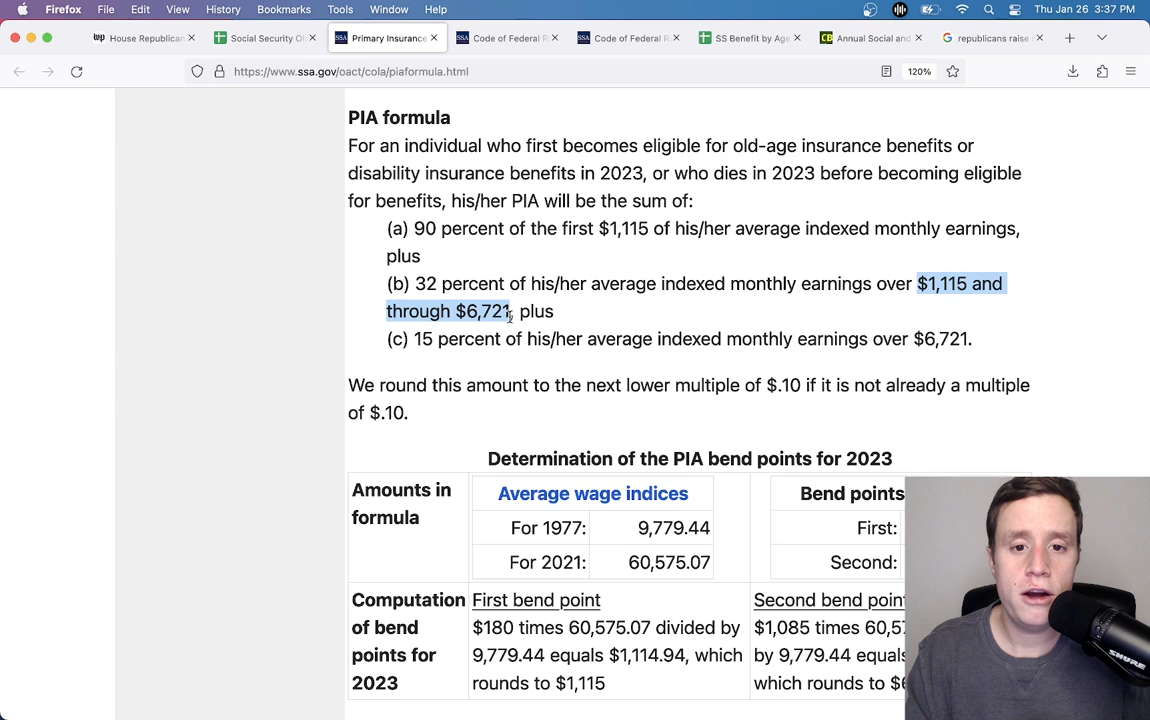 Firefox File Edit View History Bookmarks Tools Window Help Thu Jan 26 3:37 PM
House Republican Social Security Primary Insurance Code of Federal R Code of Federal R SS Benefit by Age Annual Social and republicans raise
https://www.ssa.gov/oact/cola/piaformula.html 120%
PIA formula
For an individual who first becomes eligible for old-age insurance benefits or
disability insurance benefits in 2023, or who dies in 2023 before becoming eligible
for benefits, his/her PIA will be the sum of:
(a) 90 percent of the first $1,115 of his/her average indexed monthly earnings,
plus
(b) 32 percent of his/her average indexed monthly earnings over $1,115 and
through $6,721, plus
(c) 15 percent of his/her average indexed monthly earnings over $6,721.
We round this amount to the next lower multiple of $.10 if it is not already a multiple
of $.10.
Determination of the PIA bend points for 2023
Amounts in
formula
Average wage indices
For 1977: 9,779.44
For 2021: 60,575.07
Bend points
First:
Second:
Computation
of bend
points for
2023
First bend point
$180 times 60,575.07 divided by
9,779.44 equals $1,114.94, which
rounds to $1,115
Second bend point
$1,085 times 60,57
by 9,779.44 equals
which rounds to $6
SHURE